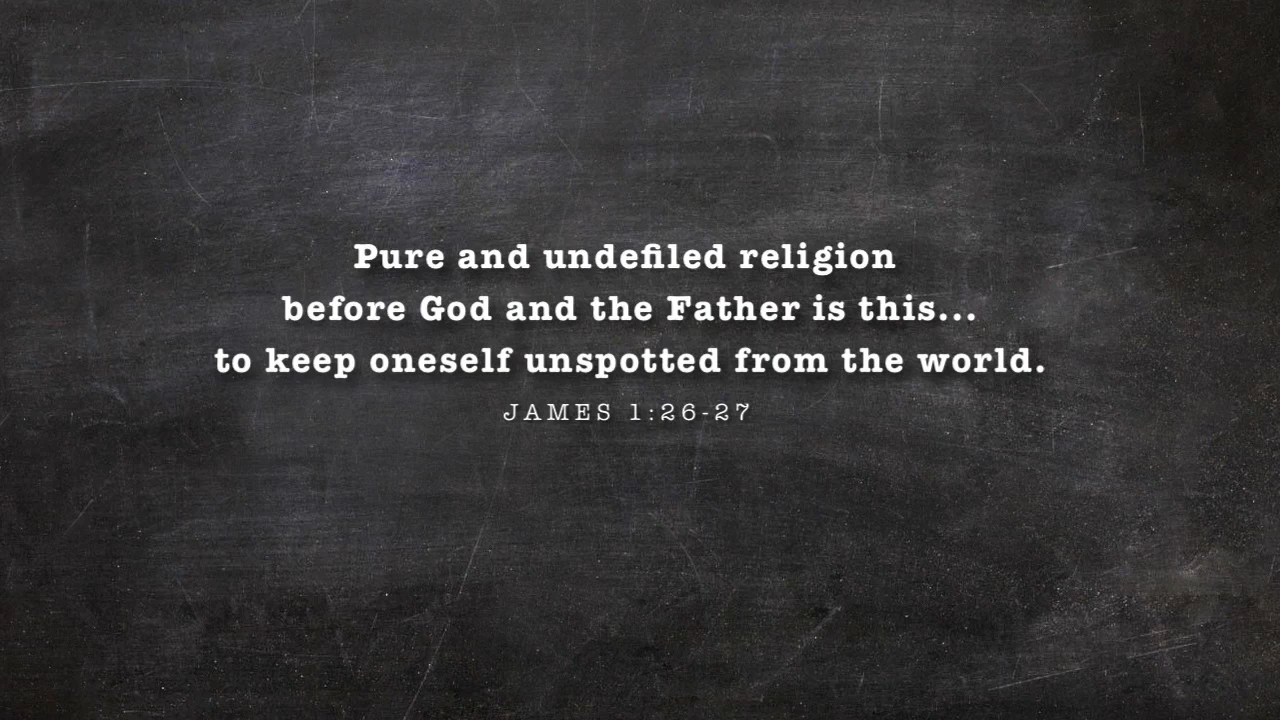 Pure and undefiled religion
before God and the Father is this...
to keep oneself unspotted from the world.
JAMES 1:26-27